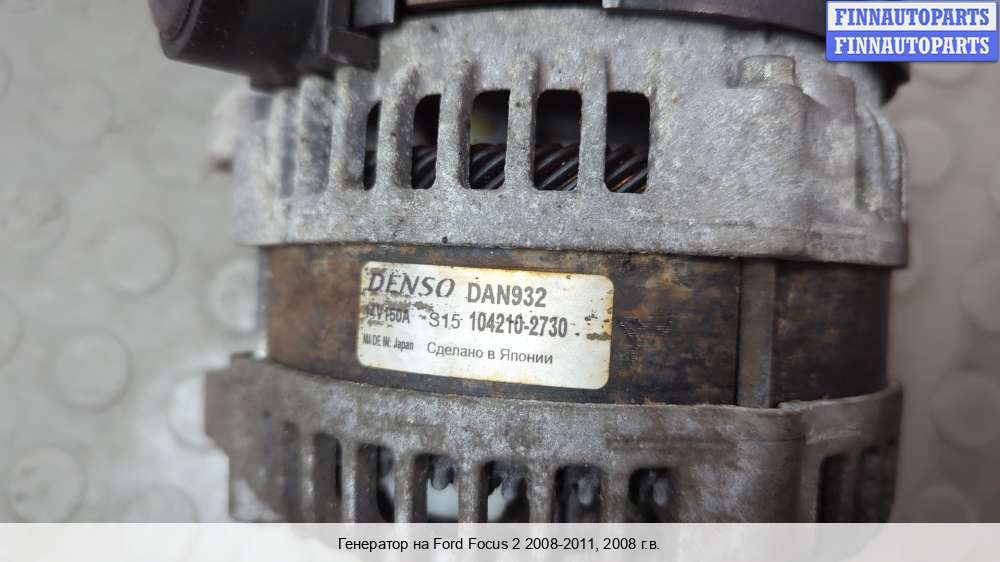 FINNAUTOPARTS
FINNAUTOPARTS
DENSO DAN932
14V150A S15 104210-2730
MADE IN: Japan Сделано в Японии
Генератор на Ford Focus 2 2008-2011, 2008 г.в.